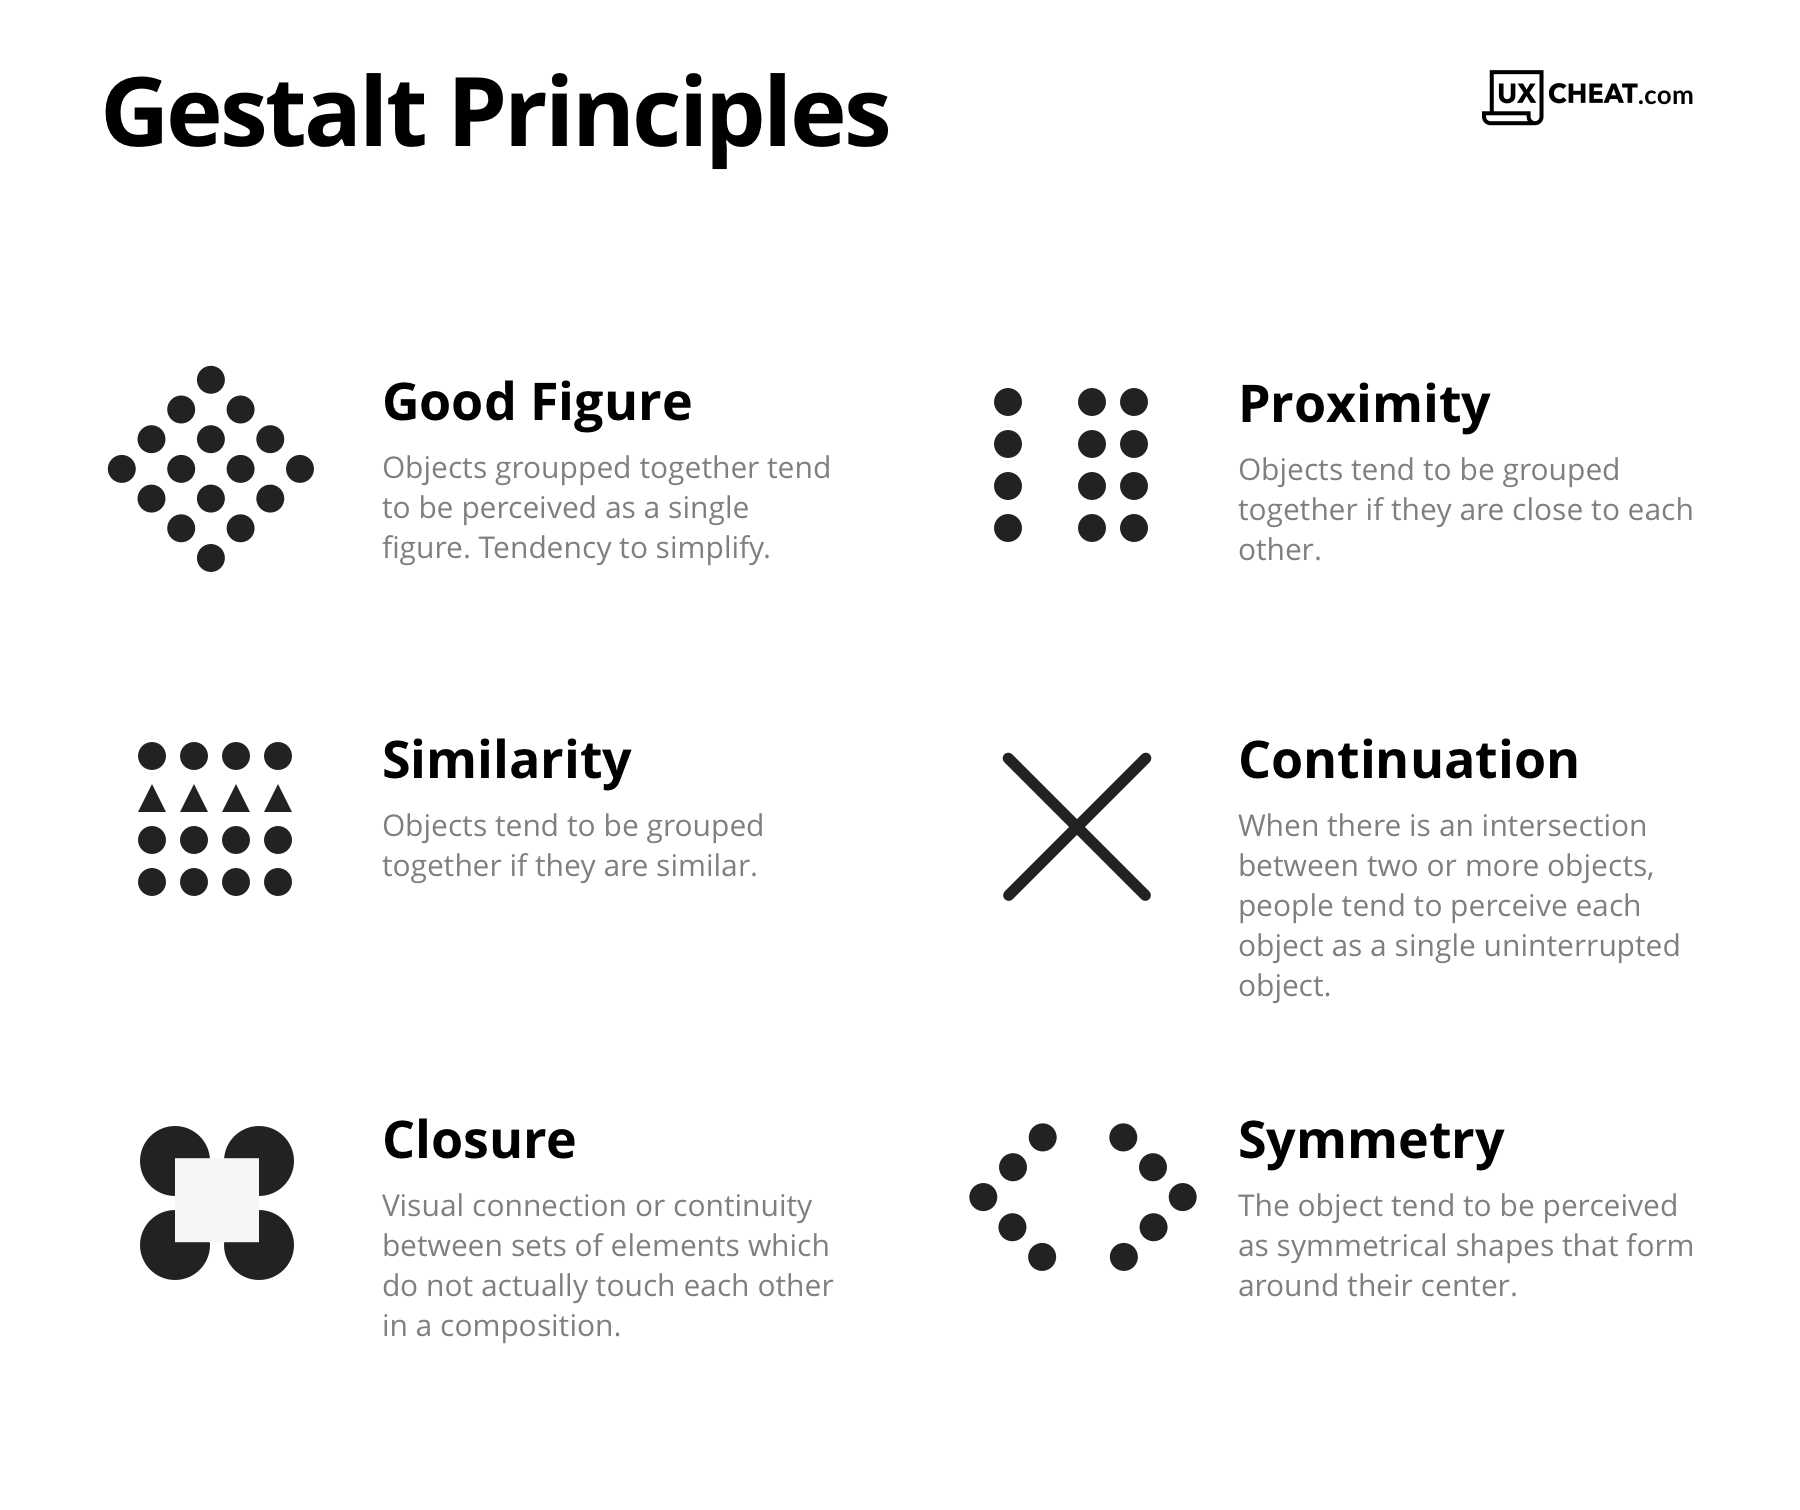 Gestalt Principles
UX CHEAT.com
Good Figure
Objects groupped together tend
to be perceived as a single
figure. Tendency to simplify.
Proximity
Objects tend to be grouped
together if they are close to each
other.
Similarity
Objects tend to be grouped
together if they are similar.
Continuation
When there is an intersection
between two or more objects,
people tend to perceive each
object as a single uninterrupted
object.
Closure
Visual connection or continuity
between sets of elements which
do not actually touch each other
in a composition.
Symmetry
The object tend to be perceived
as symmetrical shapes that form
around their center.